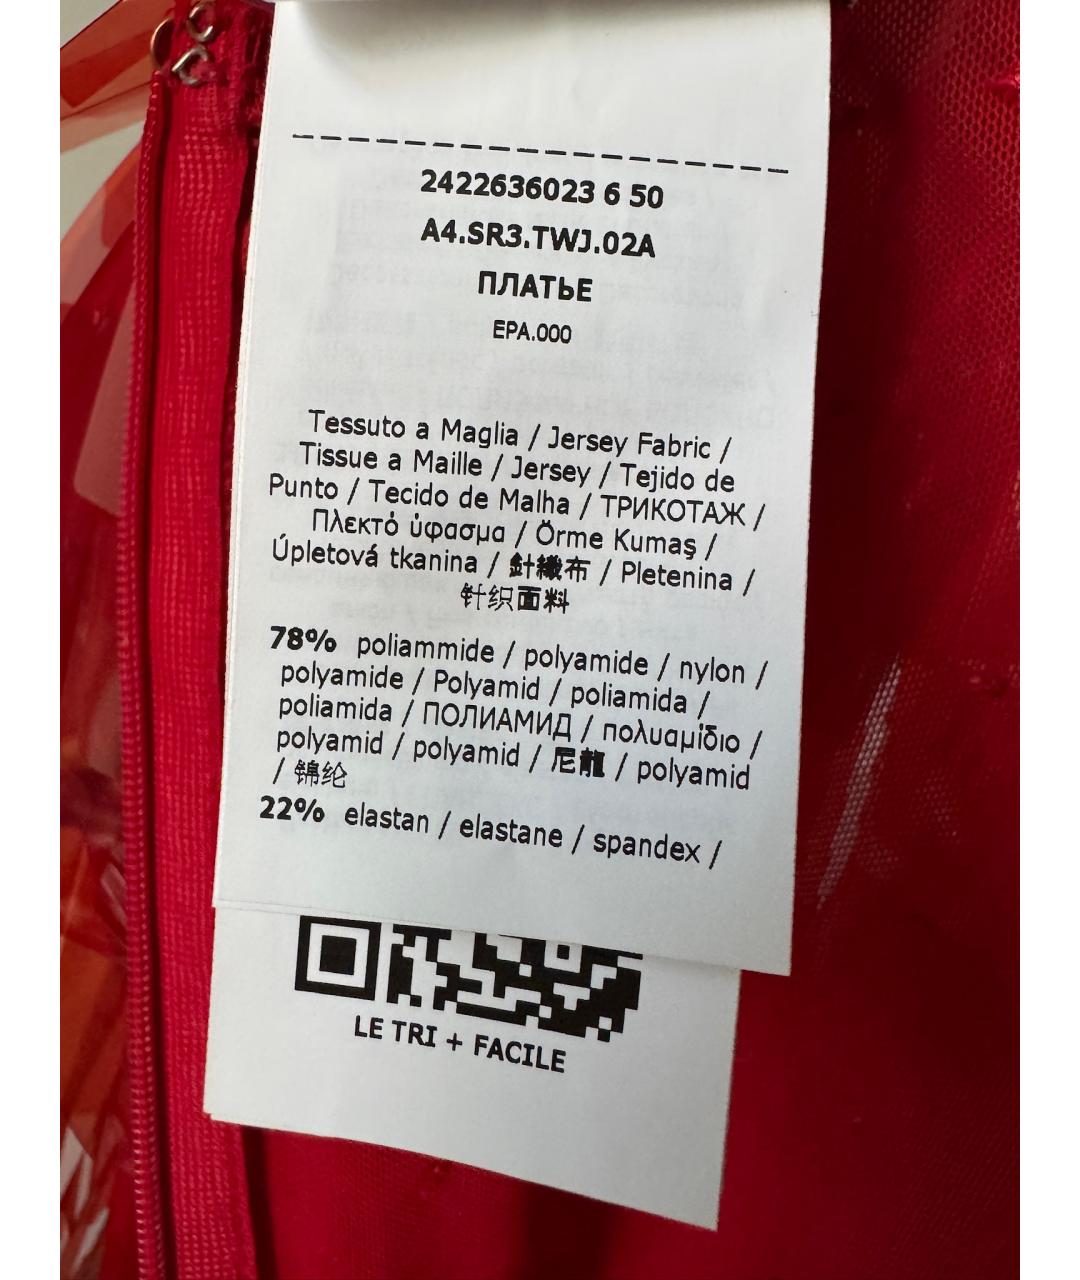 2422636023 6 50
A4.SR3.TWJ.02A
ПЛАТЬЕ
EPA.000
Tessuto a Maglia / Jersey Fabric /
Tissue a Maille / Jersey / Tejido de
Punto / Tecido de Malha / ТРИКОТАЖ /
Πλεκτό ύφασμα / Örme Kumaş /
Úpletová tkanina / 針織布 / Pletenina /
针织面料
78% poliammide / polyamide / nylon /
polyamide / Polyamid / poliamida /
poliamida / ПОЛИАМИД / πολυαμίδιο /
polyamid / polyamid / 尼龍 / polyamid
/ 锦纶
22% elastan / elastane / spandex /
LE TRI + FACILE